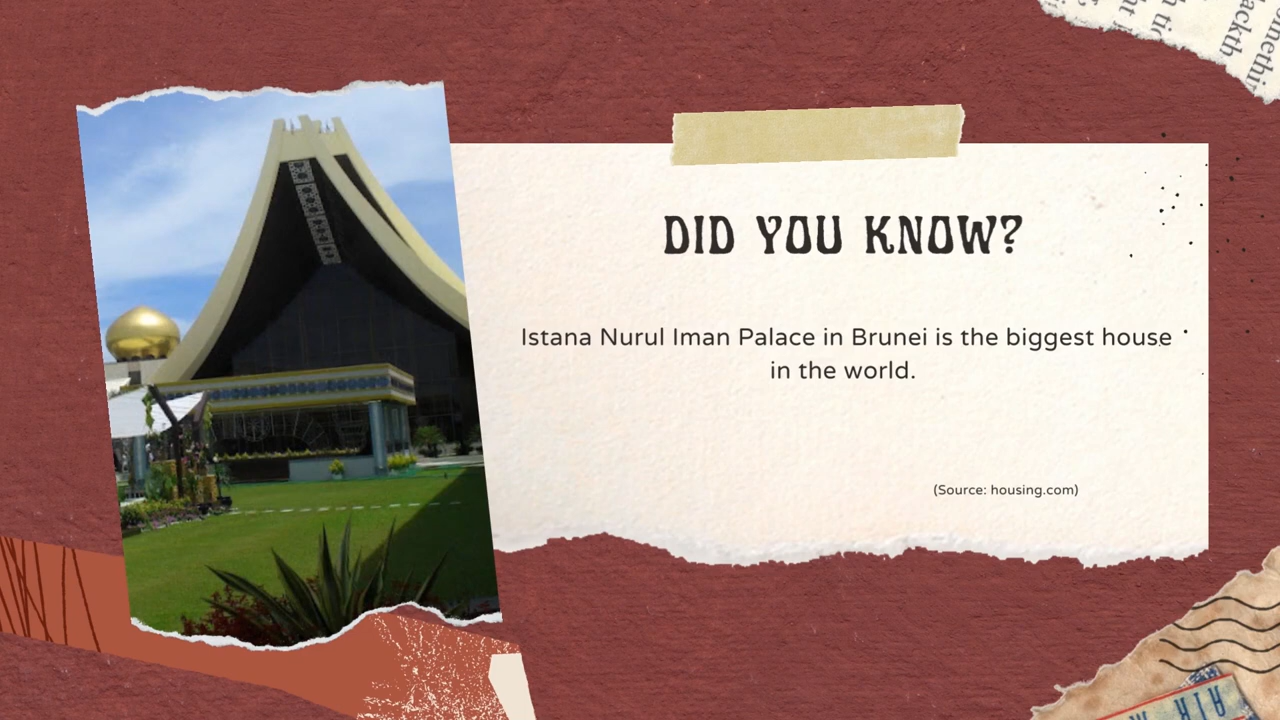 DID YOU KNOW?
Istana Nurul Iman Palace in Brunei is the biggest house
in the world.
(Source: housing.com)